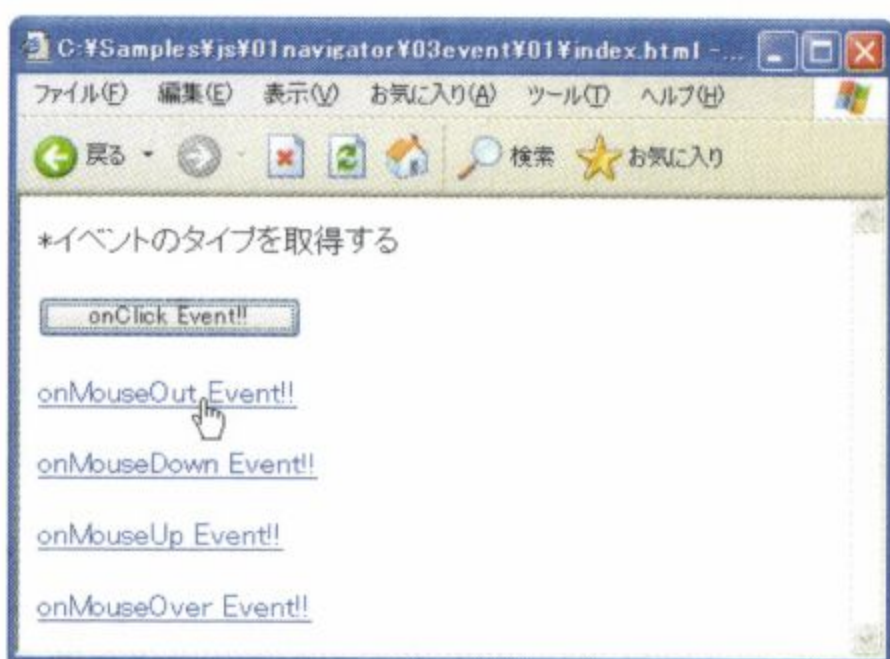 C:¥Samples¥js¥01navigator¥03event¥01¥index.html -...
ファイル(F) 編集(E) 表示(V) お気に入り(A) ツール(T) ヘルプ(H)
戻る 検索 お気に入り
*イベントのタイプを取得する
onClick Event!!
onMouseOut Event!!
onMouseDown Event!!
onMouseUp Event!!
onMouseOver Event!!